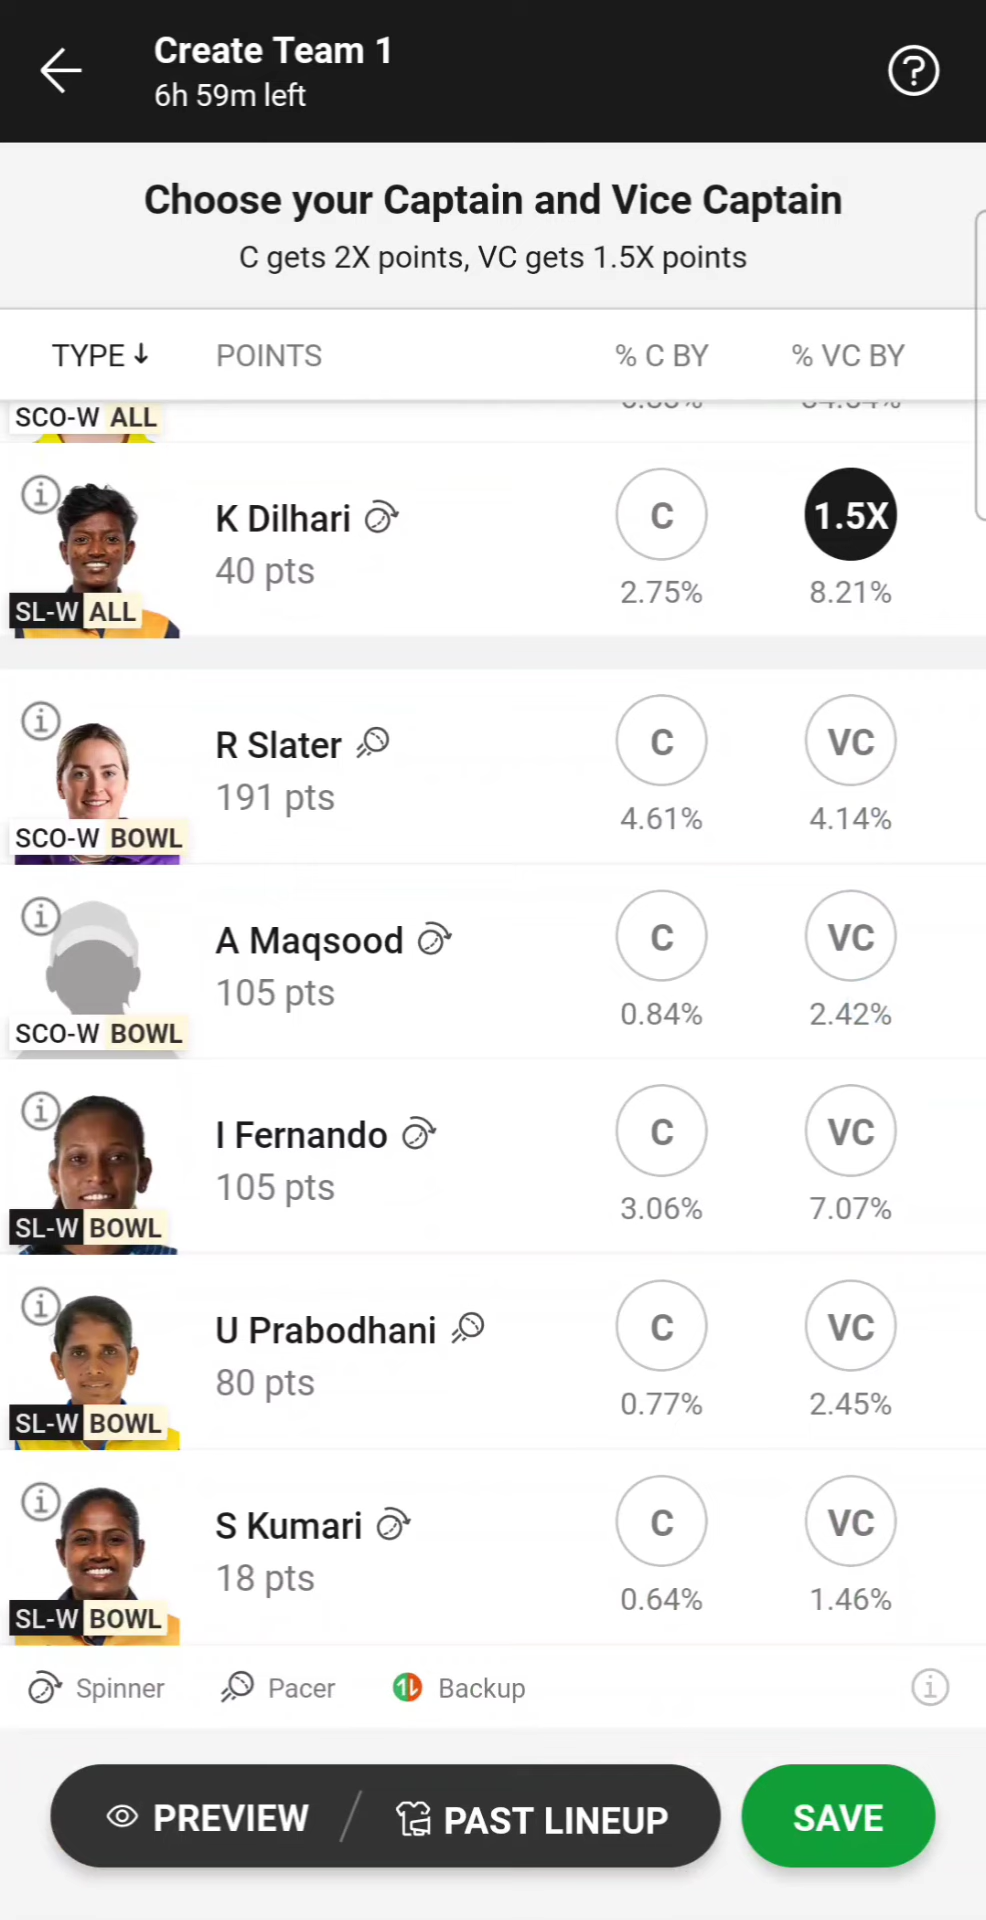 Create Team 1
6h 59m left
Choose your Captain and Vice Captain
C gets 2X points, VC gets 1.5X points
TYPE↓ POINTS % C BY % VC BY
SCO-W ALL
K Dilhari C 1.5X
40 pts 2.75% 8.21%
SL-W ALL
R Slater C VC
191 pts 4.61% 4.14%
SCO-W BOWL
A Maqsood C VC
105 pts 0.84% 2.42%
SCO-W BOWL
I Fernando C VC
105 pts 3.06% 7.07%
SL-W BOWL
U Prabodhani C VC
80 pts 0.77% 2.45%
SL-W BOWL
S Kumari C VC
18 pts 0.64% 1.46%
SL-W BOWL
Spinner Pacer Backup
PREVIEW / PAST LINEUP SAVE